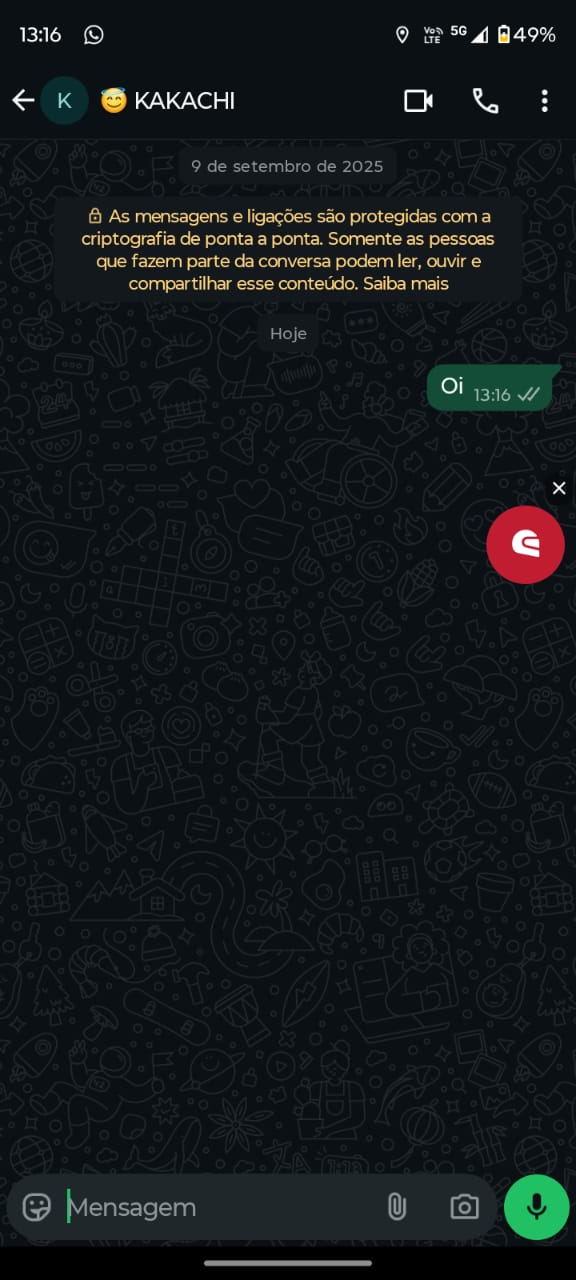 13:16
Vo))
LTE
5G
49%
K
😇 KAKACHI
9 de setembro de 2025
As mensagens e ligações são protegidas com a
criptografia de ponta a ponta. Somente as pessoas
que fazem parte da conversa podem ler, ouvir e
compartilhar esse conteúdo. Saiba mais
Hoje
Oi 13:16
Mensagem